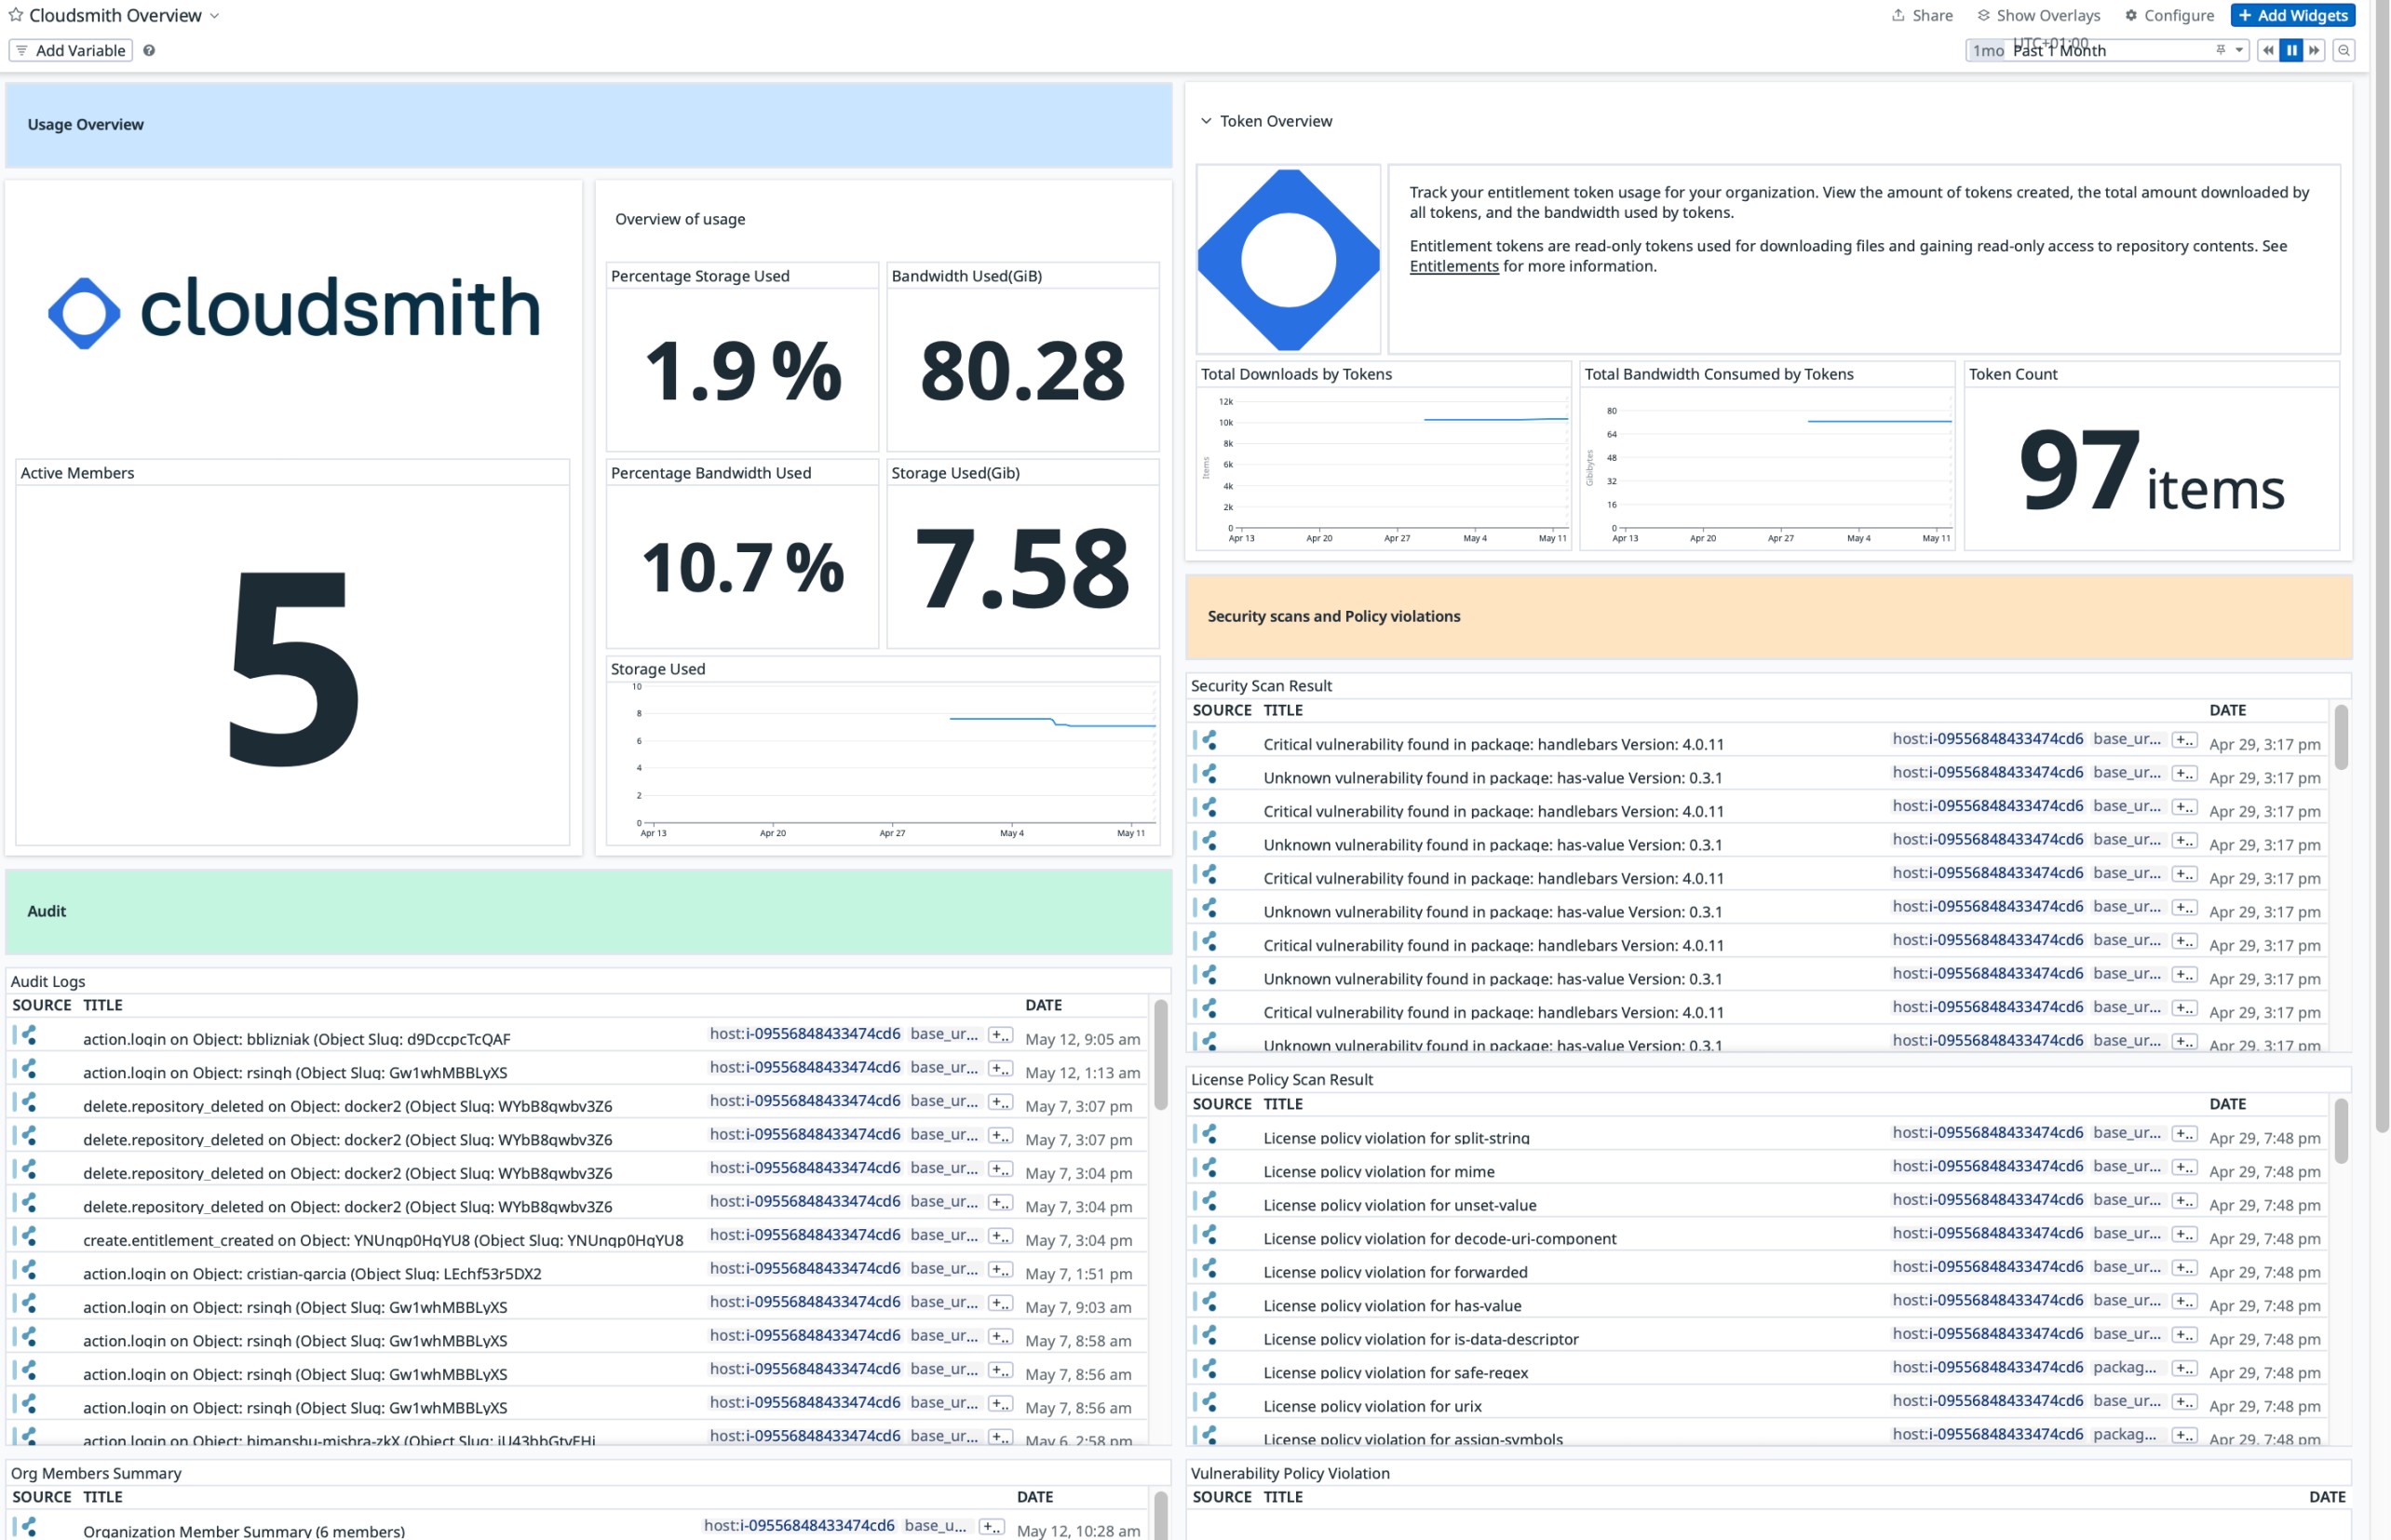 Cloudsmith Overview
Share
Show Overlays
Configure
+ Add Widgets
Add Variable
UTC+01:00
1mo Past 1 Month
Usage Overview
cloudsmith
Active Members
5
Overview of usage
Percentage Storage Used
1.9 %
Bandwidth Used(GiB)
80.28
Percentage Bandwidth Used
10.7 %
Storage Used(Gib)
7.58
Storage Used
10
8
6
4
2
0
Apr 13 Apr 20 Apr 27 May 4 May 11
Audit
Audit Logs
SOURCE TITLE DATE
action.login on Object: bblizniak (Object Slug: d9DccpcTcQAF host:i-09556848433474cd6 base_ur... +.. May 12, 9:05 am
action.login on Object: rsingh (Object Slug: Gw1whMBBLyXS host:i-09556848433474cd6 base_ur... +.. May 12, 1:13 am
delete.repository_deleted on Object: docker2 (Object Slug: WYbB8qwbv3Z6 host:i-09556848433474cd6 base_ur... +.. May 7, 3:07 pm
delete.repository_deleted on Object: docker2 (Object Slug: WYbB8qwbv3Z6 host:i-09556848433474cd6 base_ur... +.. May 7, 3:07 pm
delete.repository_deleted on Object: docker2 (Object Slug: WYbB8qwbv3Z6 host:i-09556848433474cd6 base_ur... +.. May 7, 3:04 pm
delete.repository_deleted on Object: docker2 (Object Slug: WYbB8qwbv3Z6 host:i-09556848433474cd6 base_ur... +.. May 7, 3:04 pm
create.entitlement_created on Object: YNUnqp0HqYU8 (Object Slug: YNUnqp0HqYU8 host:i-09556848433474cd6 base_ur... +.. May 7, 3:04 pm
action.login on Object: cristian-garcia (Object Slug: LEchf53r5DX2 host:i-09556848433474cd6 base_ur... +.. May 7, 1:51 pm
action.login on Object: rsingh (Object Slug: Gw1whMBBLyXS host:i-09556848433474cd6 base_ur... +.. May 7, 9:03 am
action.login on Object: rsingh (Object Slug: Gw1whMBBLyXS host:i-09556848433474cd6 base_ur... +.. May 7, 8:58 am
action.login on Object: rsingh (Object Slug: Gw1whMBBLyXS host:i-09556848433474cd6 base_ur... +.. May 7, 8:56 am
action.login on Object: rsingh (Object Slug: Gw1whMBBLyXS host:i-09556848433474cd6 base_ur... +.. May 7, 8:56 am
action.login on Object: himanshu-mishra-zkX (Object Slug: host:i-09556848433474cd6 base_ur... +.. May 6, 2:58 pm
Org Members Summary
SOURCE TITLE DATE
Organization Member Summary (6 members) host:i-09556848433474cd6 base_u... +.. May 12, 10:28 am
Token Overview
Track your entitlement token usage for your organization. View the amount of tokens created, the total amount downloaded by
all tokens, and the bandwidth used by tokens.
Entitlement tokens are read-only tokens used for downloading files and gaining read-only access to repository contents. See
Entitlements for more information.
Total Downloads by Tokens
Items
12k
10k
8k
6k
4k
2k
0
Apr 13 Apr 20 Apr 27 May 4 May 11
Total Bandwidth Consumed by Tokens
Gibibytes
80
64
48
32
16
0
Apr 13 Apr 20 Apr 27 May 4 May 11
Token Count
97 items
Security scans and Policy violations
Security Scan Result
SOURCE TITLE DATE
Critical vulnerability found in package: handlebars Version: 4.0.11 host:i-09556848433474cd6 base_ur... +.. Apr 29, 3:17 pm
Unknown vulnerability found in package: has-value Version: 0.3.1 host:i-09556848433474cd6 base_ur... +.. Apr 29, 3:17 pm
Critical vulnerability found in package: handlebars Version: 4.0.11 host:i-09556848433474cd6 base_ur... +.. Apr 29, 3:17 pm
Unknown vulnerability found in package: has-value Version: 0.3.1 host:i-09556848433474cd6 base_ur... +.. Apr 29, 3:17 pm
Critical vulnerability found in package: handlebars Version: 4.0.11 host:i-09556848433474cd6 base_ur... +.. Apr 29, 3:17 pm
Unknown vulnerability found in package: has-value Version: 0.3.1 host:i-09556848433474cd6 base_ur... +.. Apr 29, 3:17 pm
Critical vulnerability found in package: handlebars Version: 4.0.11 host:i-09556848433474cd6 base_ur... +.. Apr 29, 3:17 pm
Unknown vulnerability found in package: has-value Version: 0.3.1 host:i-09556848433474cd6 base_ur... +.. Apr 29, 3:17 pm
Critical vulnerability found in package: handlebars Version: 4.0.11 host:i-09556848433474cd6 base_ur... +.. Apr 29, 3:17 pm
Unknown vulnerability found in package: has-value Version: 0.3.1 host:i-09556848433474cd6 base_ur... +.. Apr 29, 3:17 pm
License Policy Scan Result
SOURCE TITLE DATE
License policy violation for split-string host:i-09556848433474cd6 base_ur... +.. Apr 29, 7:48 pm
License policy violation for mime host:i-09556848433474cd6 base_ur... +.. Apr 29, 7:48 pm
License policy violation for unset-value host:i-09556848433474cd6 base_ur... +.. Apr 29, 7:48 pm
License policy violation for decode-uri-component host:i-09556848433474cd6 base_ur... +.. Apr 29, 7:48 pm
License policy violation for forwarded host:i-09556848433474cd6 base_ur... +.. Apr 29, 7:48 pm
License policy violation for has-value host:i-09556848433474cd6 base_ur... +.. Apr 29, 7:48 pm
License policy violation for is-data-descriptor host:i-09556848433474cd6 base_ur... +.. Apr 29, 7:48 pm
License policy violation for safe-regex host:i-09556848433474cd6 packag... +.. Apr 29, 7:48 pm
License policy violation for urix host:i-09556848433474cd6 base_ur... +.. Apr 29, 7:48 pm
License policy violation for assign-symbols host:i-09556848433474cd6 packag... +.. Apr 29, 7:48 pm
Vulnerability Policy Violation
SOURCE TITLE DATE